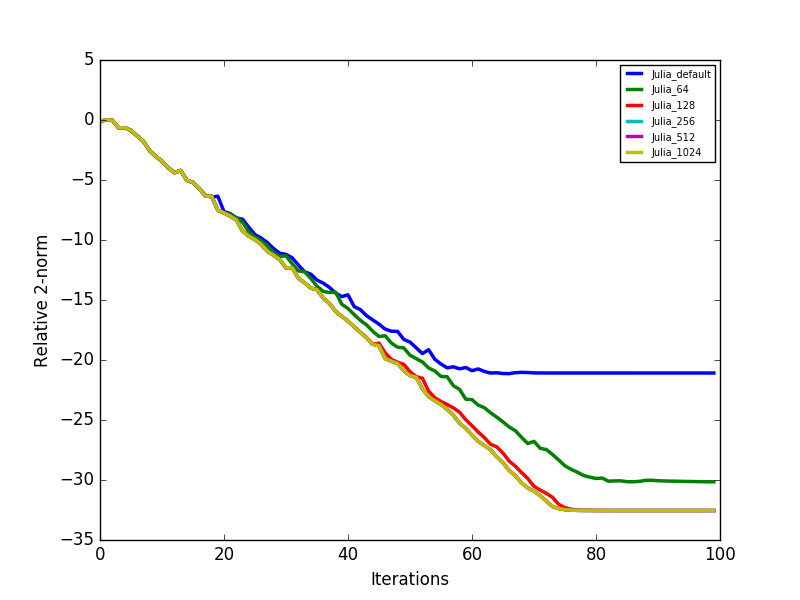 5
0
−5
−10
−15
−20
−25
−30
−35
0 20 40 60 80 100
Relative 2-norm
Iterations
Julia_default
Julia_64
Julia_128
Julia_256
Julia_512
Julia_1024